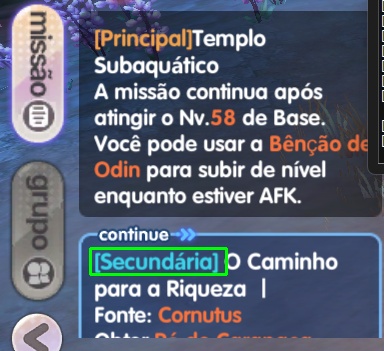 missão
[Principal]Templo
Subaquático
A missão continua após
atingir o Nv.58 de Base.
Você pode usar a Bênção de
Odin para subir de nível
enquanto estiver AFK.
grupo
continue
[Secundária] O Caminho
para a Riqueza |
Fonte: Cornutus